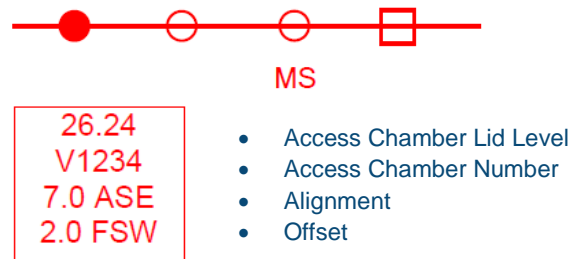 MS
26.24
V1234
7.0 ASE
2.0 FSW
• Access Chamber Lid Level
• Access Chamber Number
• Alignment
• Offset